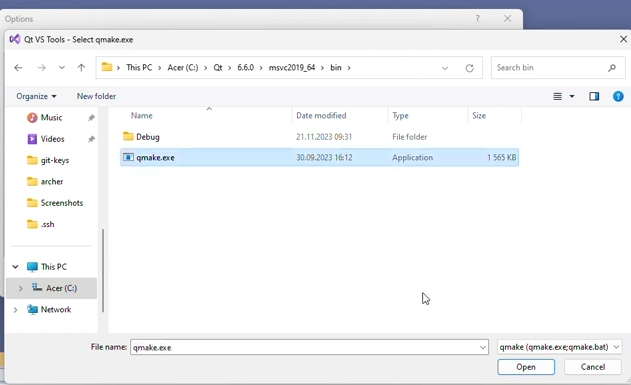 Options ?
Qt VS Tools - Select qmake.exe
This PC > Acer (C:) > Qt > 6.6.0 > msvc2019_64 > bin >
Search bin
Organize New folder
Name Date modified Type Size
Music
Videos
git-keys
archer
Screenshots
.ssh
This PC
Acer (C:)
Network
Debug 21.11.2023 09:31 File folder
qmake.exe 30.09.2023 16:12 Application 1 565 KB
File name: qmake.exe qmake (qmake.exe;qmake.bat)
Open Cancel